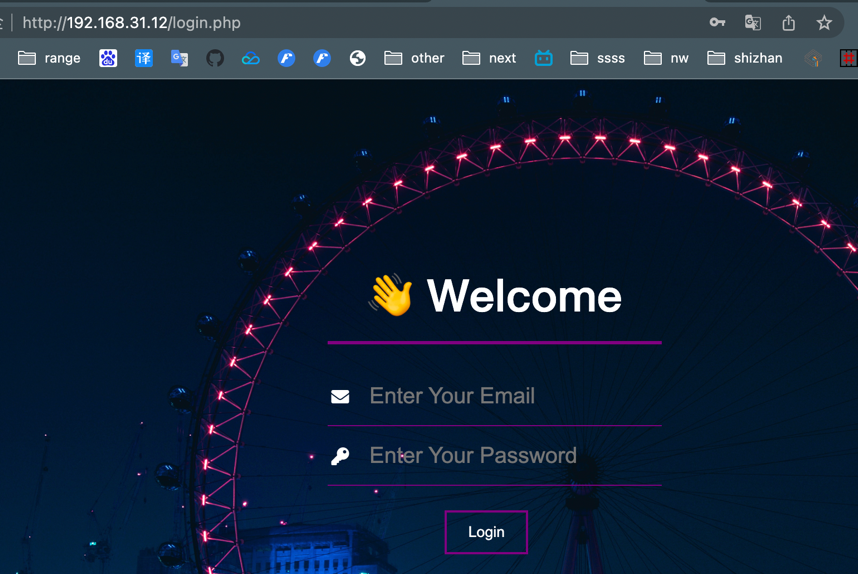 http://192.168.31.12/login.php
range du 译 G other next ssss nw shizhan
👋 Welcome
Enter Your Email
Enter Your Password
Login